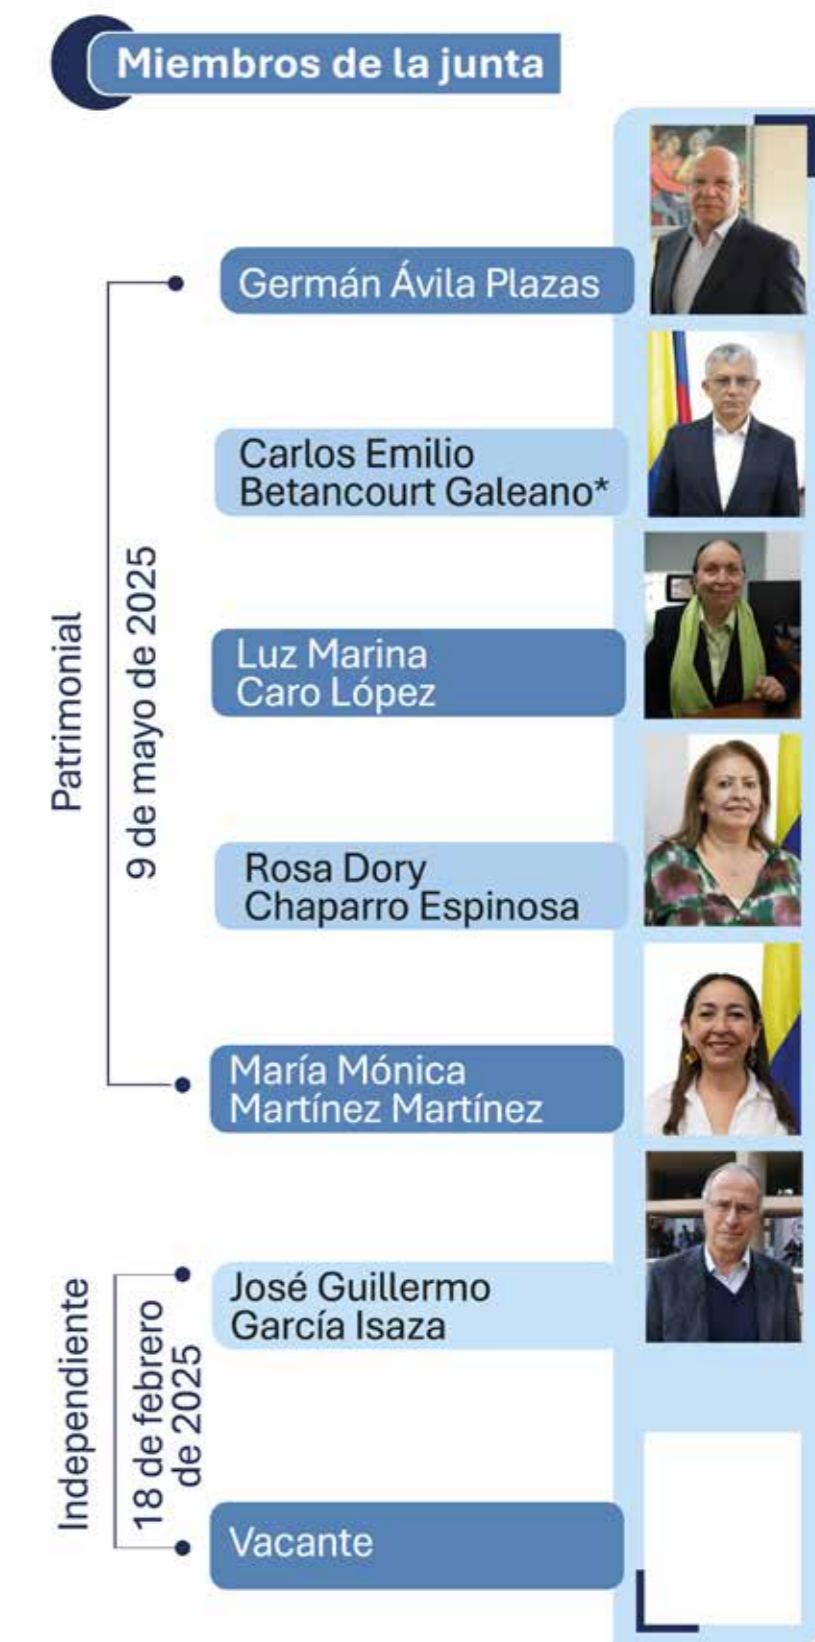 Miembros de la junta
Patrimonial
9 de mayo de 2025
Germán Ávila Plazas
Carlos Emilio
Betancourt Galeano*
Luz Marina
Caro López
Rosa Dory
Chaparro Espinosa
María Mónica
Martínez Martínez
Independiente
18 de febrero
de 2025
José Guillermo
García Isaza
Vacante